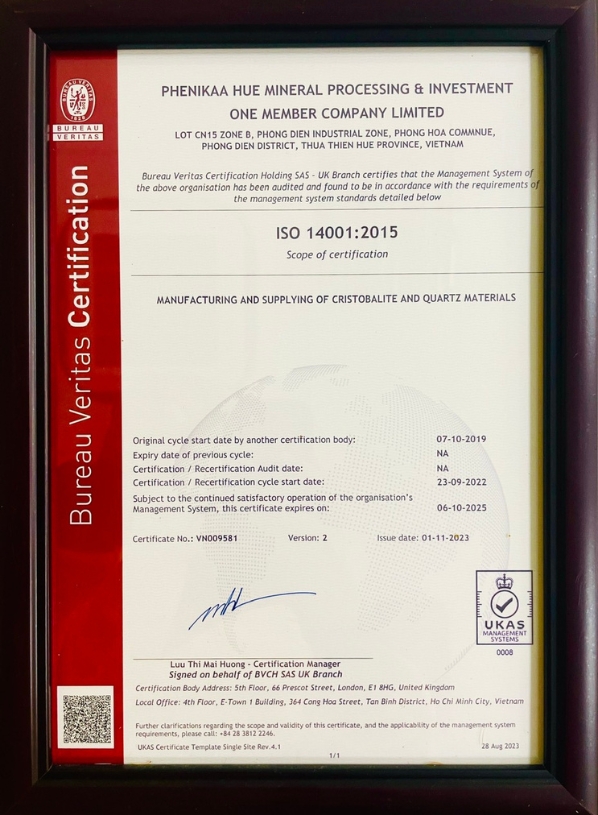 BUREAU VERITAS
1828
BUREAU
VERITAS
Bureau Veritas Certification
PHENIKAA HUE MINERAL PROCESSING & INVESTMENT
ONE MEMBER COMPANY LIMITED
LOT CN15 ZONE B, PHONG DIEN INDUSTRIAL ZONE, PHONG HOA COMMNUE,
PHONG DIEN DISTRICT, THUA THIEN HUE PROVINCE, VIETNAM
Bureau Veritas Certification Holding SAS - UK Branch certifies that the Management System of
the above organisation has been audited and found to be in accordance with the requirements of
the management system standards detailed below
ISO 14001:2015
Scope of certification
MANUFACTURING AND SUPPLYING OF CRISTOBALITE AND QUARTZ MATERIALS
Original cycle start date by another certification body: 07-10-2019
Expiry date of previous cycle: NA
Certification / Recertification Audit date: NA
Certification / Recertification cycle start date: 23-09-2022
Subject to the continued satisfactory operation of the organisation's
Management System, this certificate expires on: 06-10-2025
Certificate No.: VN009581 Version: 2 Issue date: 01-11-2023
UKAS
MANAGEMENT
SYSTEMS
0008
Luu Thi Mai Huong - Certification Manager
Signed on behalf of BVCH SAS UK Branch
Certification Body Address: 5th Floor, 66 Prescot Street, London, E1 8HG, United Kingdom
Local Office: 4th Floor, E-Town 1 Building, 364 Cong Hoa Street, Tan Binh District, Ho Chi Minh City, Vietnam
Further clarifications regarding the scope and validity of this certificate, and the applicability of the management system
requirements, please call: +84 28 3812 2246.
UKAS Certificate Template Single Site Rev.4.1 28 Aug 2023
1/1